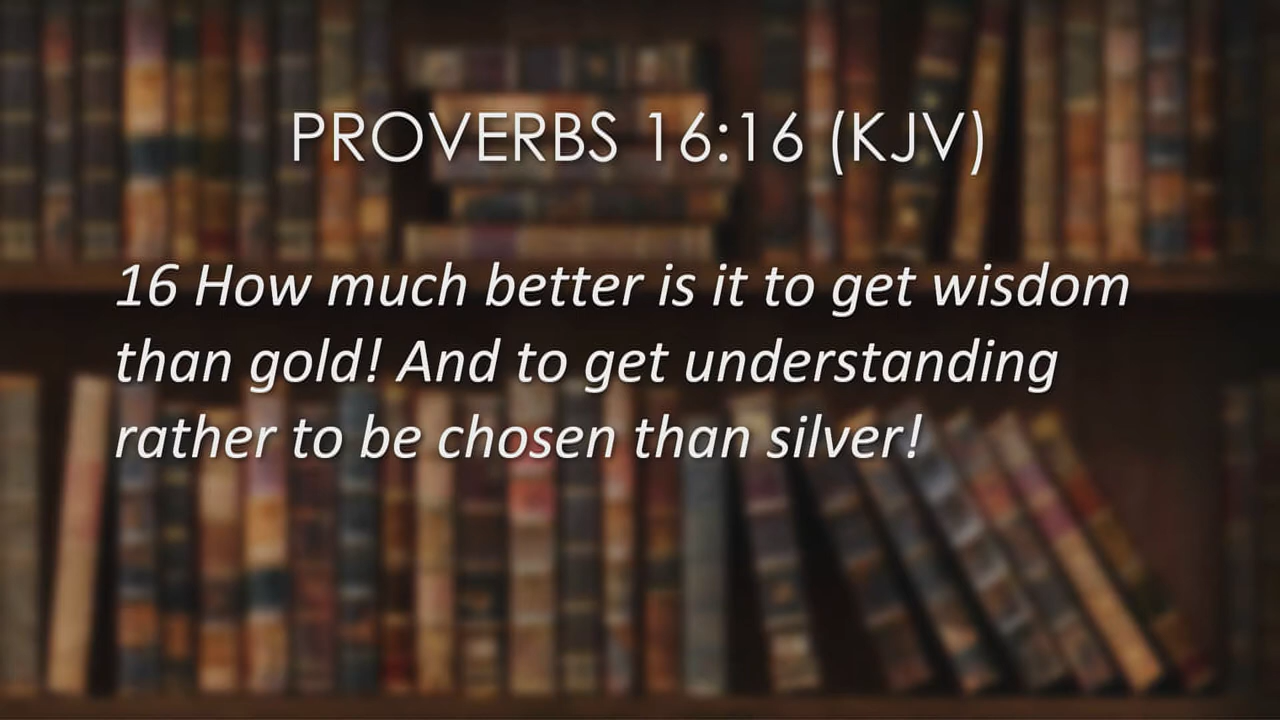 PROVERBS 16:16 (KJV)
16 How much better is it to get wisdom
than gold! And to get understanding
rather to be chosen than silver!